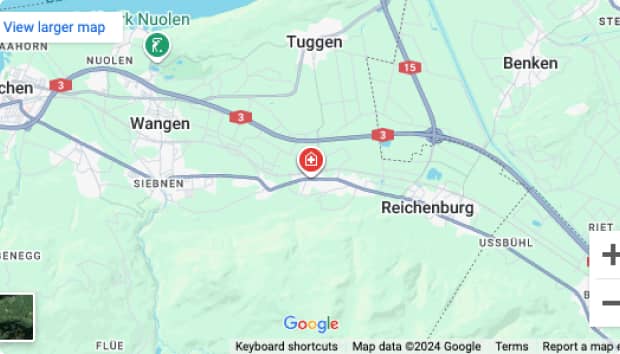 View larger map
rk Nuolen
AAHORN
NUOLEN
Tuggen
STE
15
Benken
chen
3
3
3
Wangen
SIEBNEN
Reichenburg
USSBÜHL
RIET
BENEGG
+
−
B
FLÜE
Google
Keyboard shortcuts
Map data ©2024 Google
Terms
Report a map e